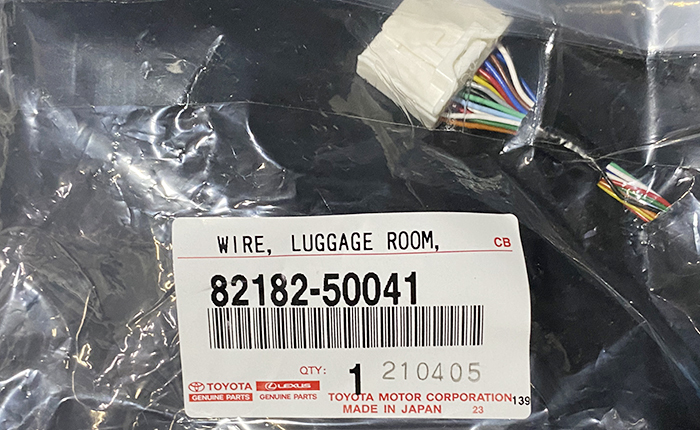 WIRE, LUGGAGE ROOM, CB
82182-50041
QTY: 1 210405
TOYOTA LEXUS
GENUINE PARTS GENUINE PARTS
TOYOTA MOTOR CORPORATION 139
MADE IN JAPAN 23